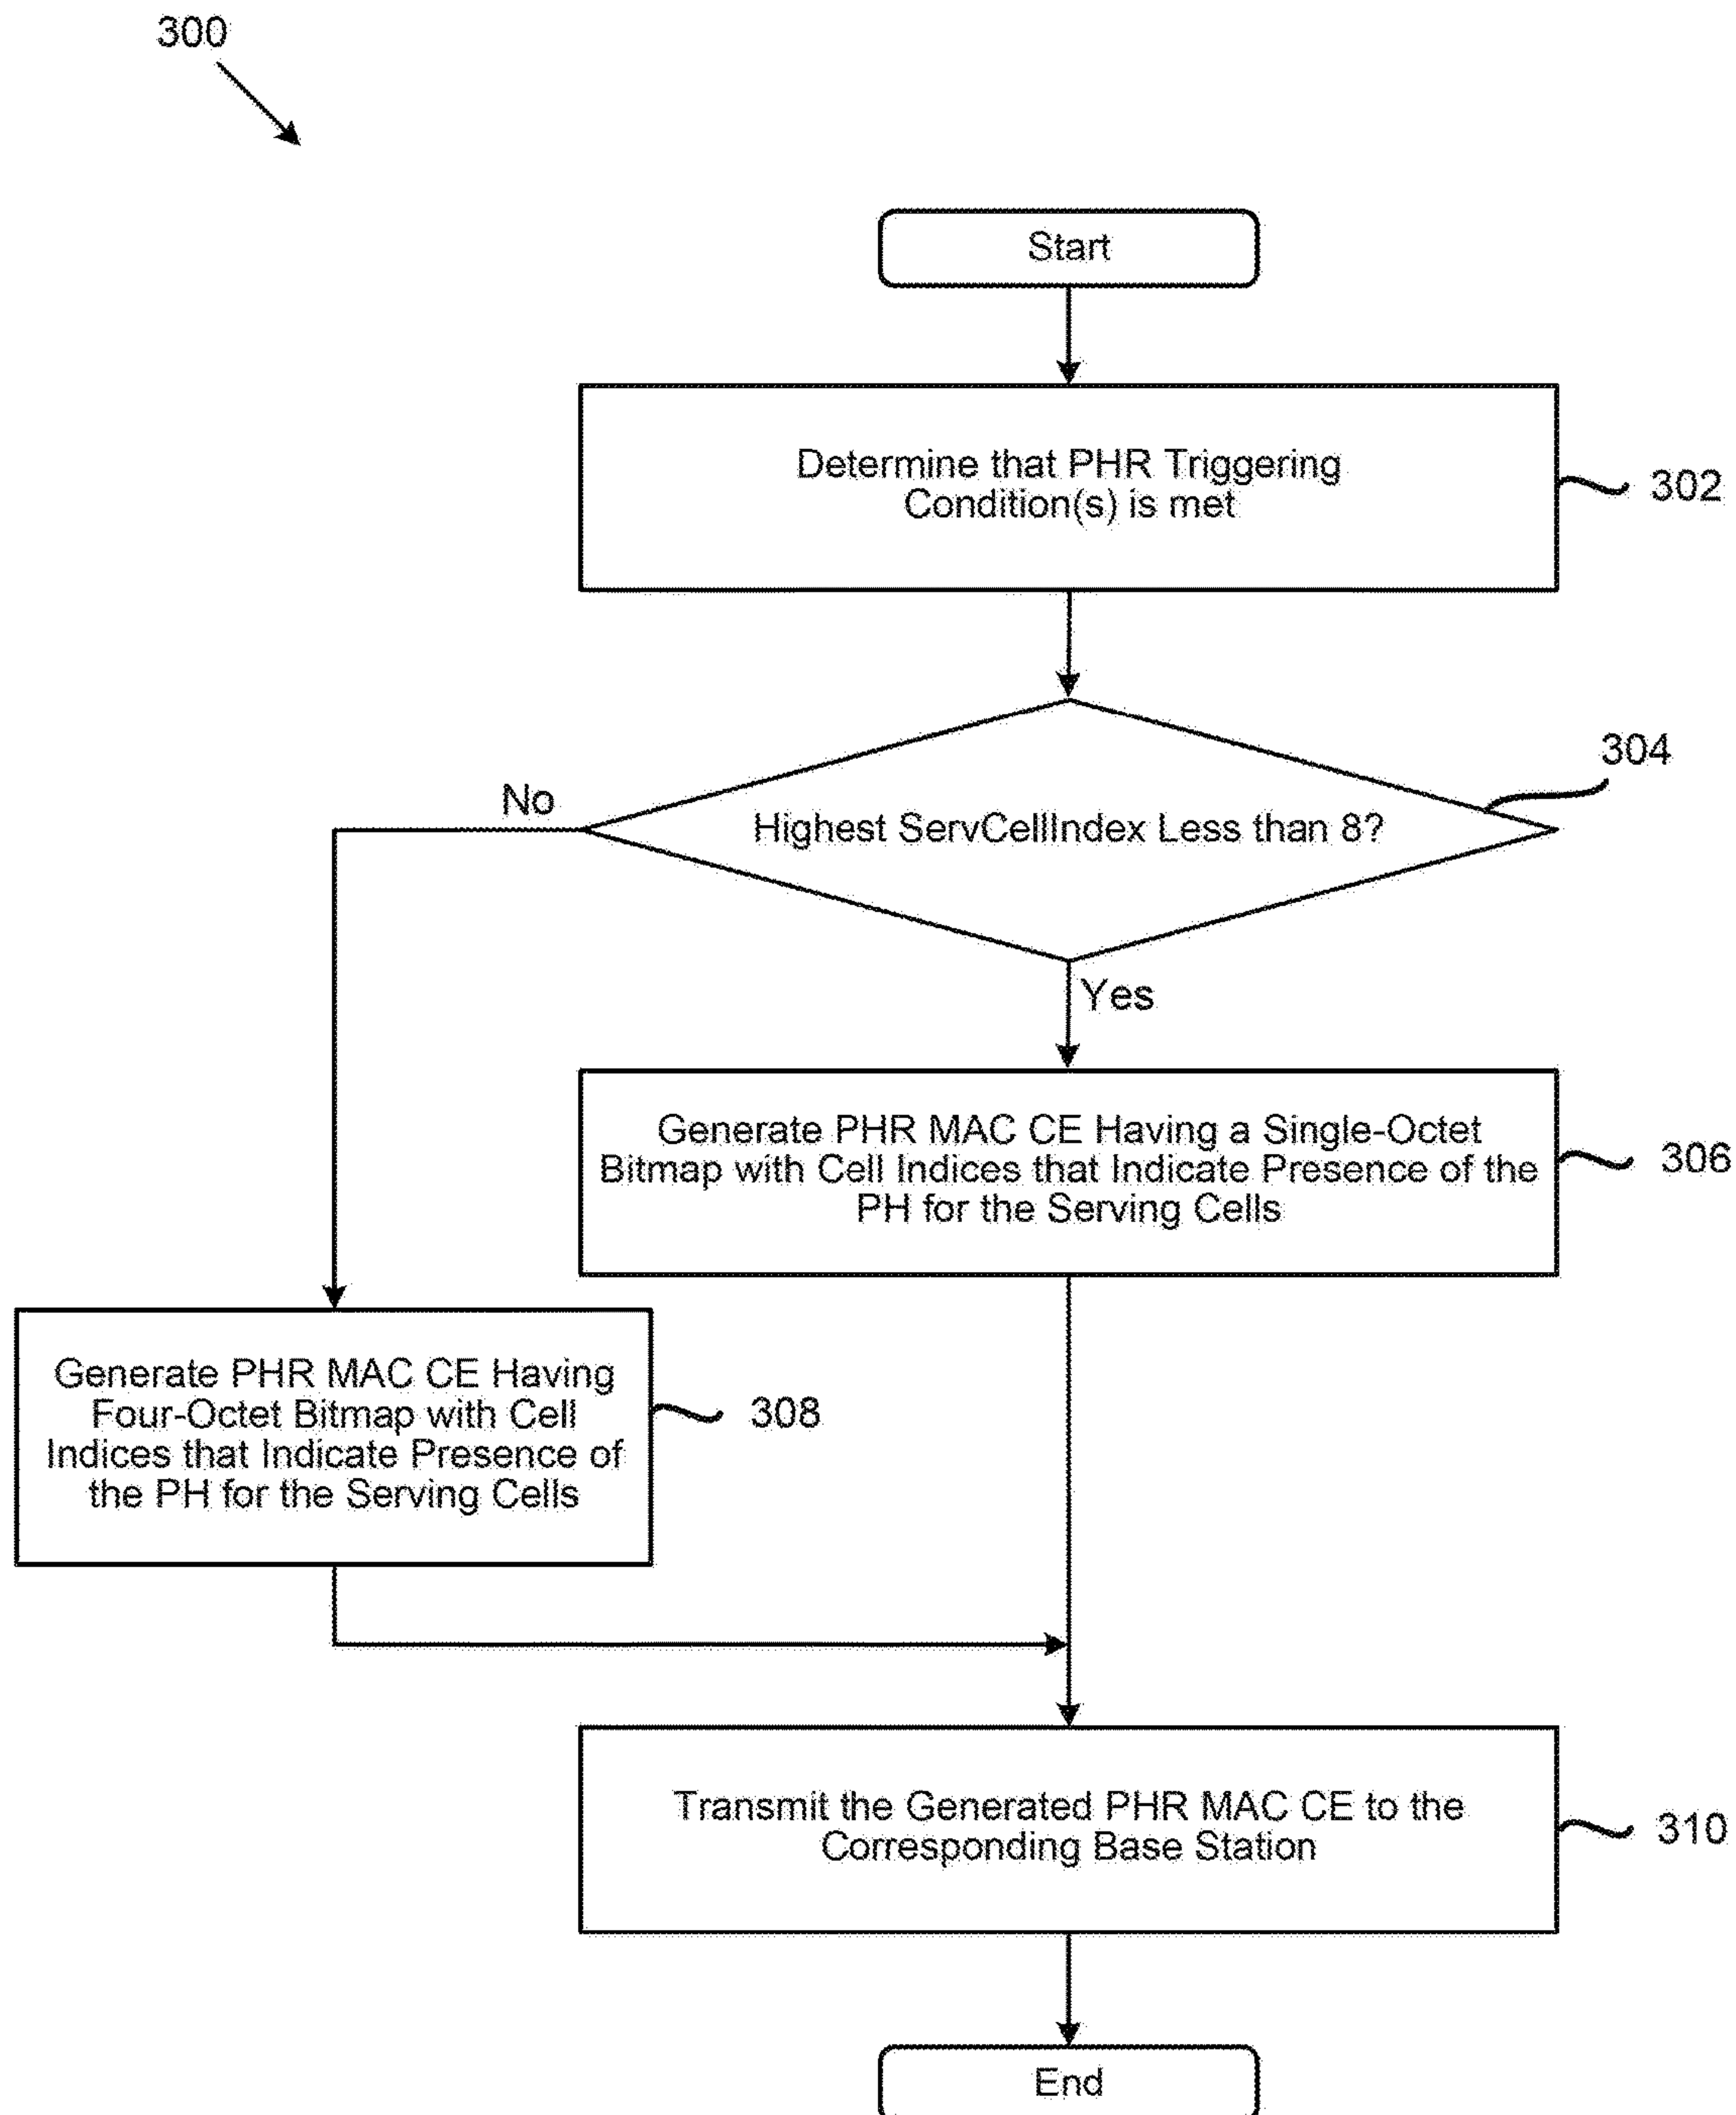 300
Start
Determine that PHR Triggering
Condition(s) is met
302
304
No
Highest ServCellIndex Less than 8?
Yes
Generate PHR MAC CE Having a Single-Octet
Bitmap with Cell Indices that Indicate Presence of the
PH for the Serving Cells
306
Generate PHR MAC CE Having
Four-Octet Bitmap with Cell
Indices that Indicate Presence of
the PH for the Serving Cells
308
Transmit the Generated PHR MAC CE to the
Corresponding Base Station
310
End